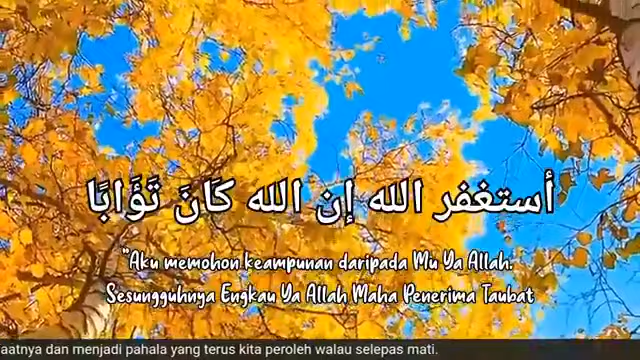 أستغفر الله إن الله كَانَ تَوَّابًا
"Aku memohon keampunan daripada Mu Ya Allah.
Sesungguhnya Engkau Ya Allah Maha Penerima Taubat
aatnya dan menjadi pahala yang terus kita peroleh walau selepas mati.